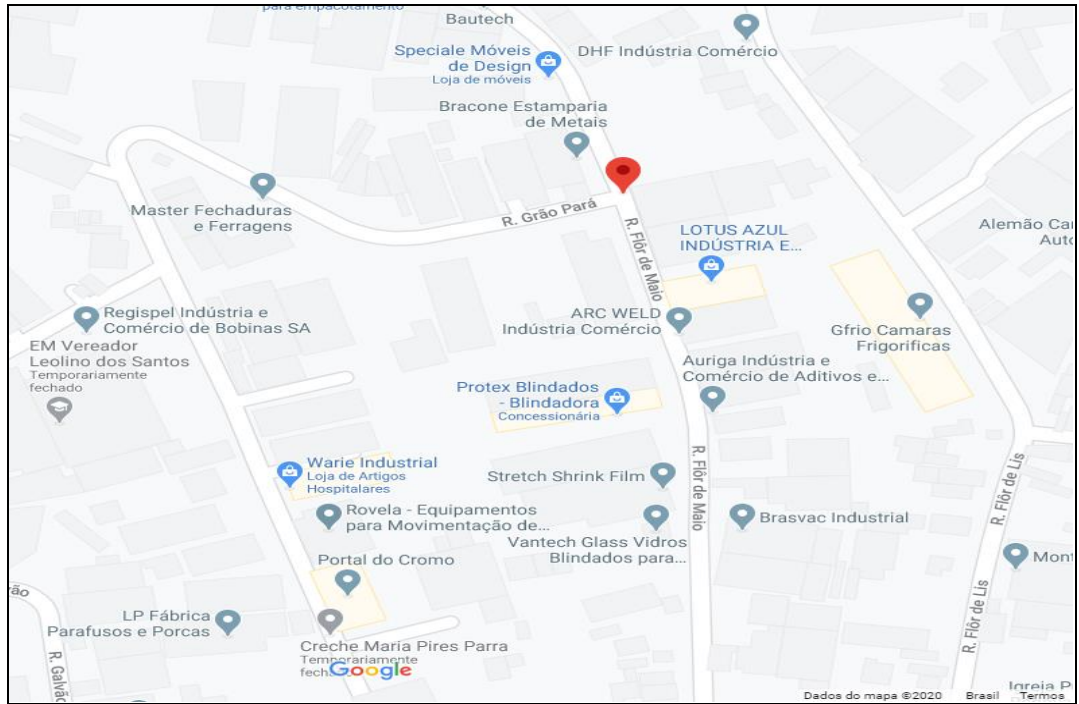 para empacotamento
Bautech
Speciale Móveis
de Design
Loja de móveis
DHF Indústria Comércio
Bracone Estamparia
de Metais
Master Fechaduras
e Ferragens
R. Grão Pará
R. Flôr de Maio
LOTUS AZUL
INDÚSTRIA E...
Alemão Ca
Auto
Regispel Indústria e
Comércio de Bobinas SA
ARC WELD
Indústria Comércio
Gfrio Camaras
Frigorificas
EM Vereador
Leolino dos Santos
Temporariamente
fechado
Auriga Indústria e
Comércio de Aditivos e...
Protex Blindados
- Blindadora
Concessionária
R. Flôr de Maio
Warie Industrial
Loja de Artigos
Hospitalares
Stretch Shrink Film
R. Flôr de Lis
Rovela - Equipamentos
para Movimentação de...
Vantech Glass Vidros
Blindados para...
Brasvac Industrial
Portal do Cromo
Mont
ão
LP Fábrica
Parafusos e Porcas
R. Flôr de Lis
Creche Maria Pires Parra
Temporariamente
fech
Google
R. Galvão
Igreja P
Dados do mapa ©2020 Brasil Termos